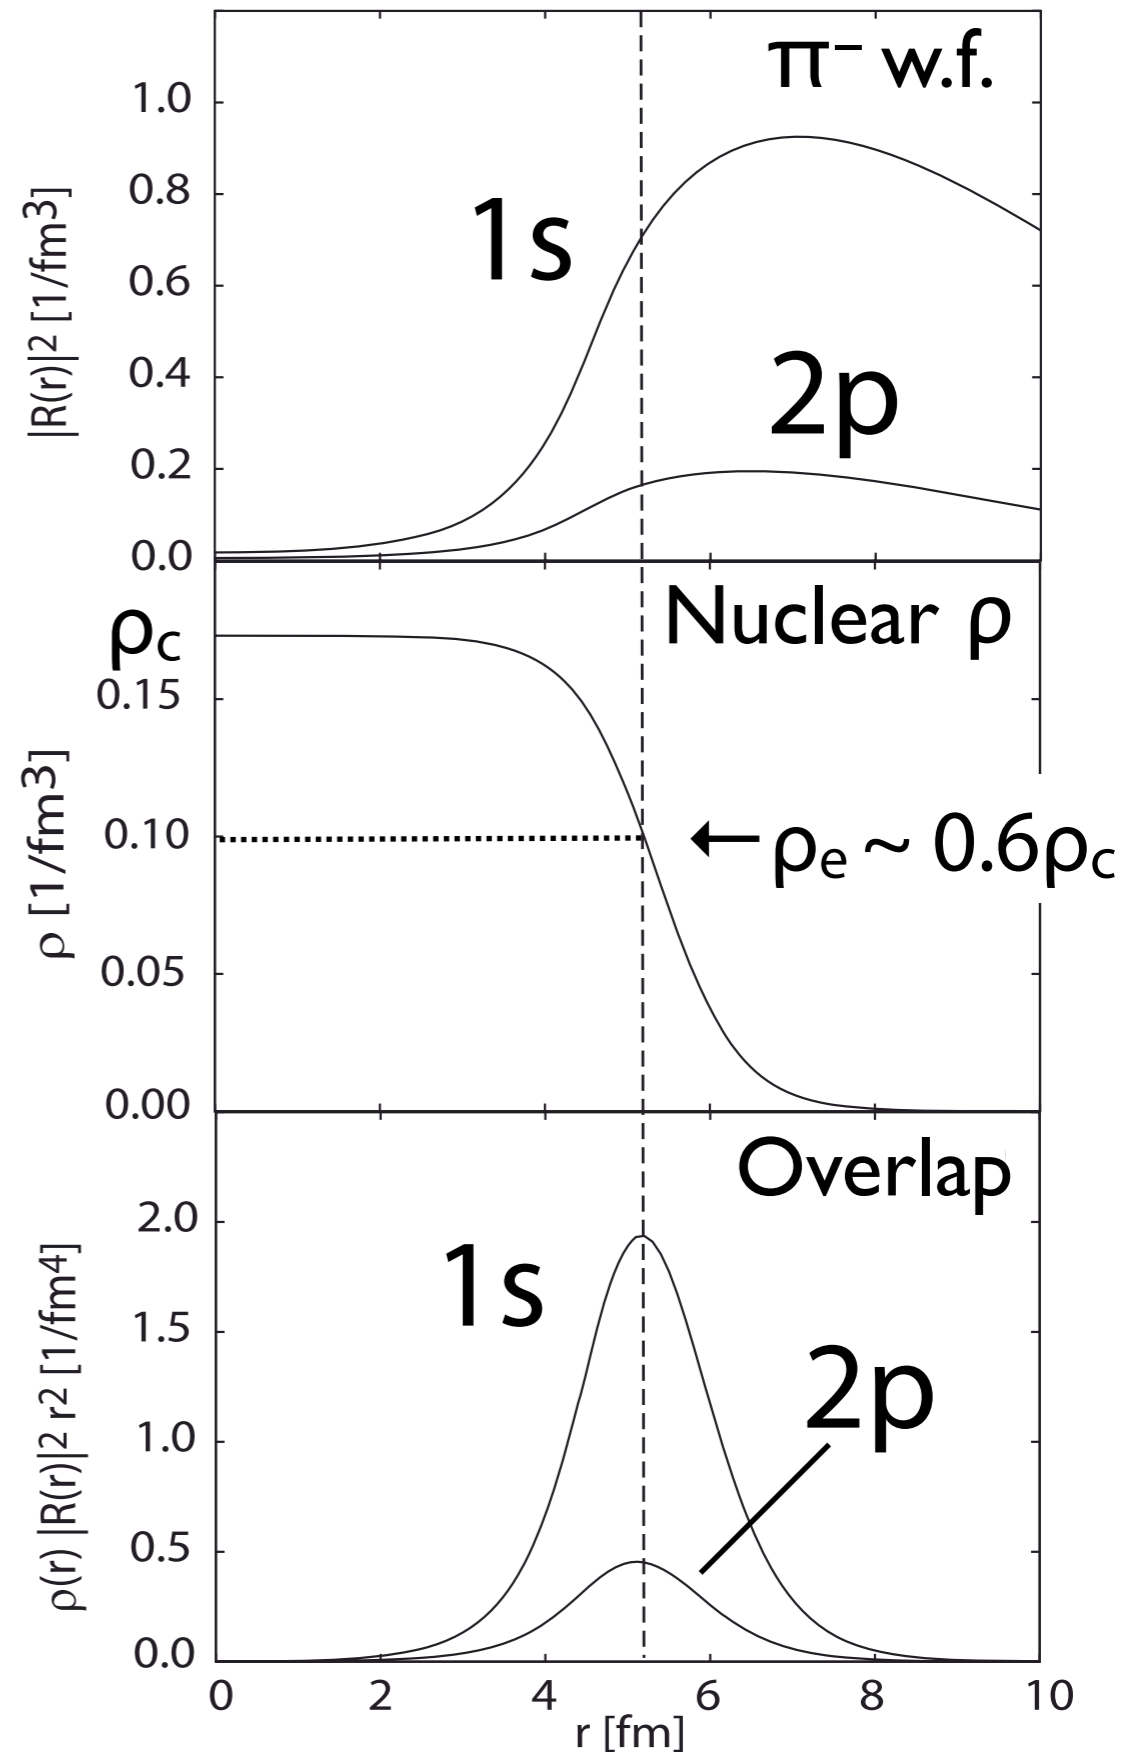 π⁻ w.f.
1.0
0.8
0.6
0.4
0.2
0.0
|R(r)|² [1/fm³]
1s
2p
Nuclear ρ
ρc
0.15
0.10
0.05
0.00
ρ [1/fm³]
ρe ~ 0.6ρc
Overlap
2.0
1.5
1.0
0.5
0.0
ρ(r) |R(r)|² r² [1/fm⁴]
1s
2p
0 2 4 6 8 10
r [fm]